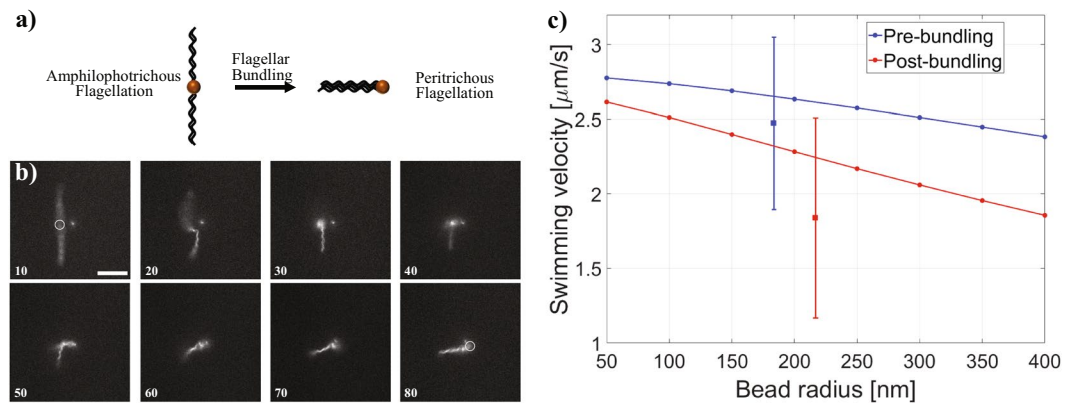 a)
Amphilophotrichous
Flagellation
Flagellar
Bundling
Peritrichous
Flagellation
b)
10
20
30
40
50
60
70
80
c)
Swimming velocity [μm/s]
3
2.5
2
1.5
1
Pre-bundling
Post-bundling
50 100 150 200 250 300 350 400
Bead radius [nm]